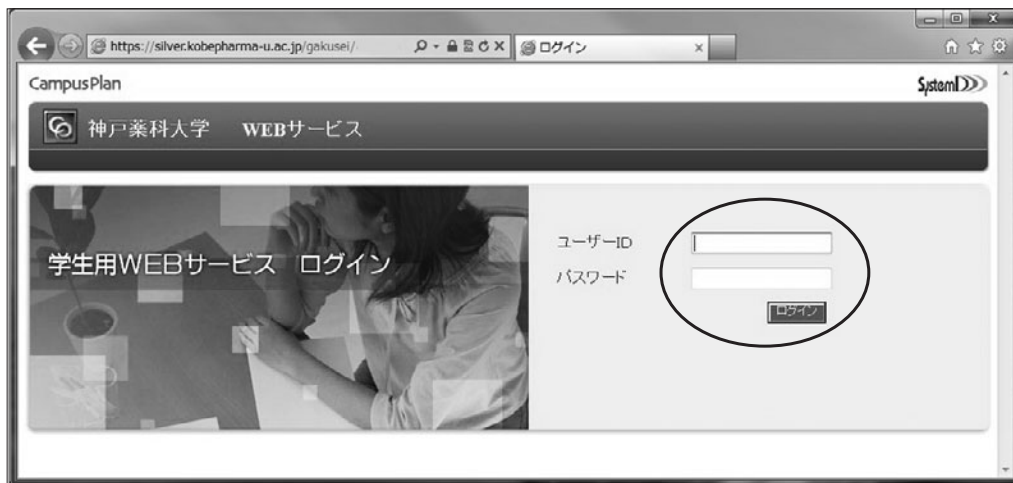 https://silver.kobepharma-u.ac.jp/gakusei/
ログイン
CampusPlan
SystemD
神戸薬科大学 WEBサービス
学生用WEBサービス ログイン
ユーザーID
パスワード
ログイン